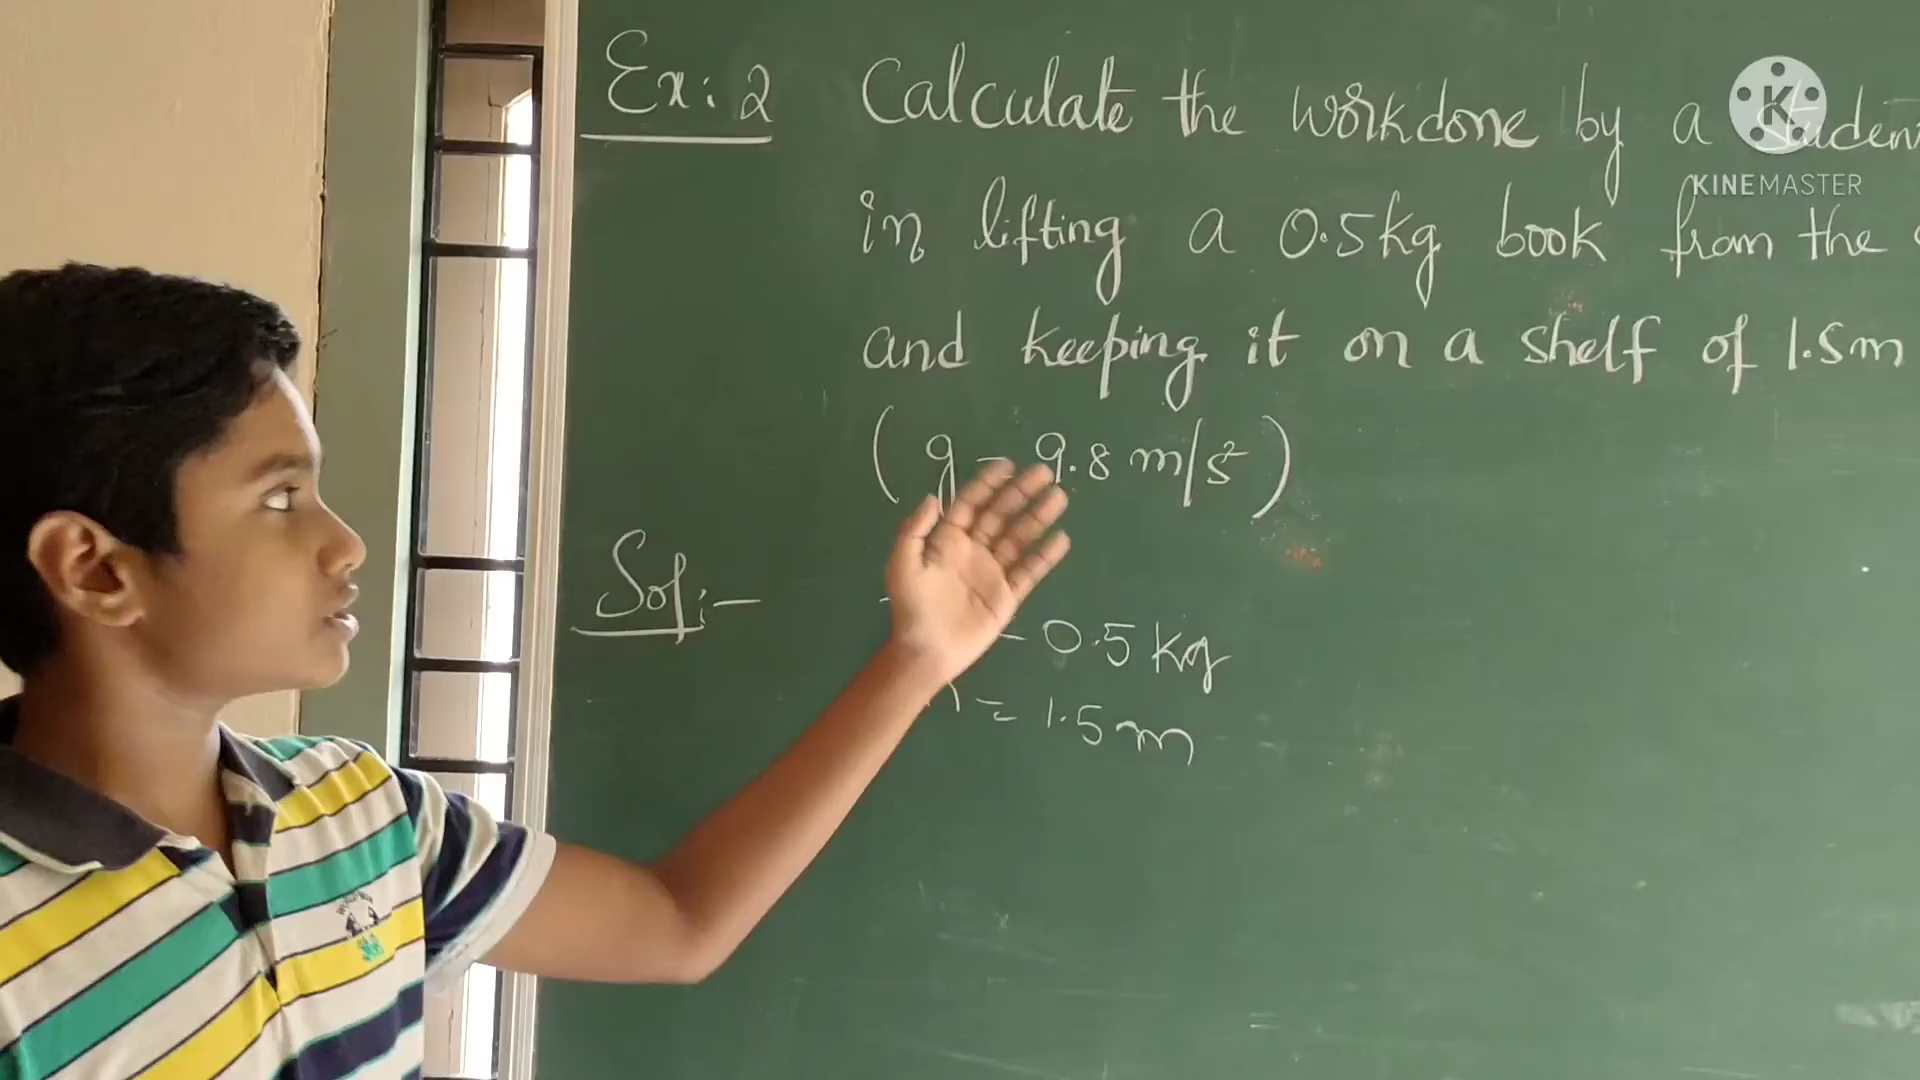 Ex: 2 Calculate the workdone by a studen
in lifting a 0.5kg book from the
and keeping it on a shelf of 1.5m
(g = 9.8 m/s²)
Sol:-
= 0.5 kg
= 1.5 m
K
KINEMASTER